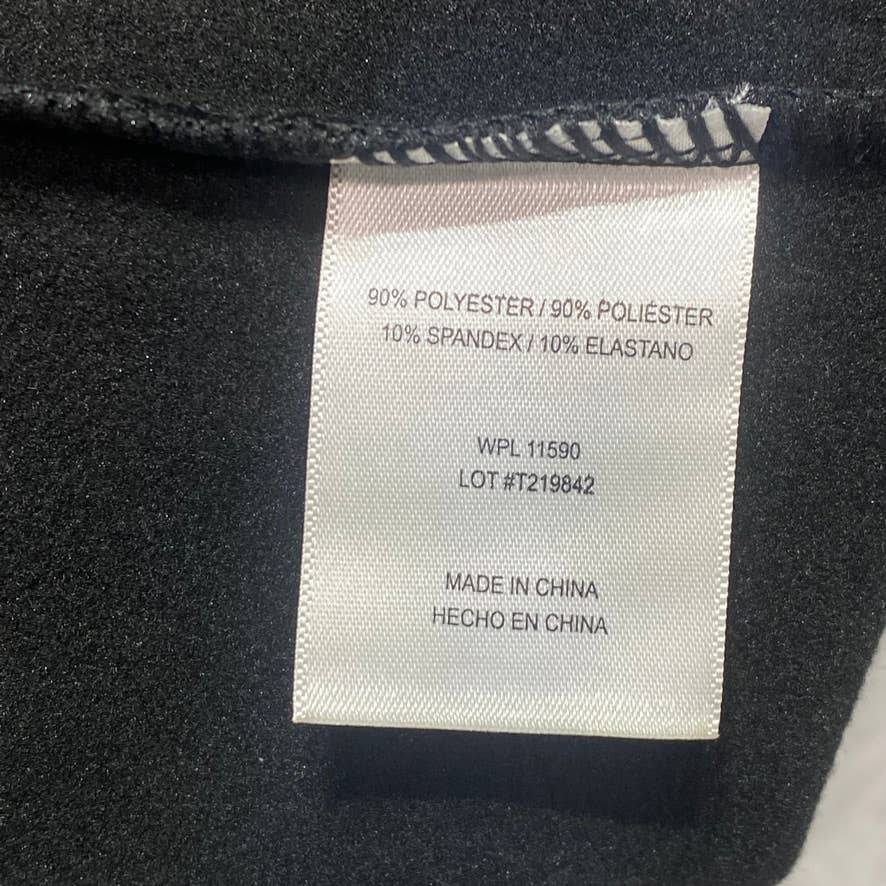 90% POLYESTER / 90% POLIÉSTER
10% SPANDEX / 10% ELASTANO
WPL 11590
LOT #T219842
MADE IN CHINA
HECHO EN CHINA